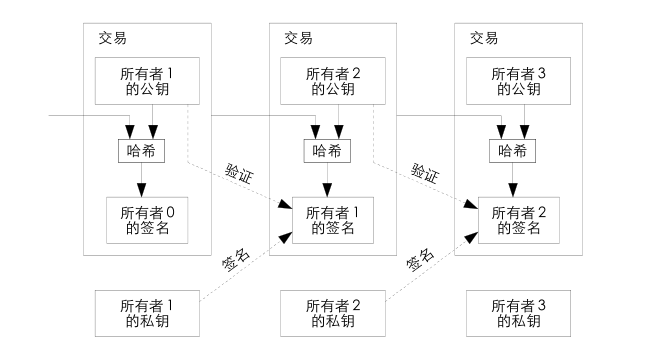 交易
所有者1
的公钥
哈希
所有者0
的签名
交易
所有者2
的公钥
哈希
所有者1
的签名
交易
所有者3
的公钥
哈希
所有者2
的签名
验证
验证
签名
签名
所有者1
的私钥
所有者2
的私钥
所有者3
的私钥